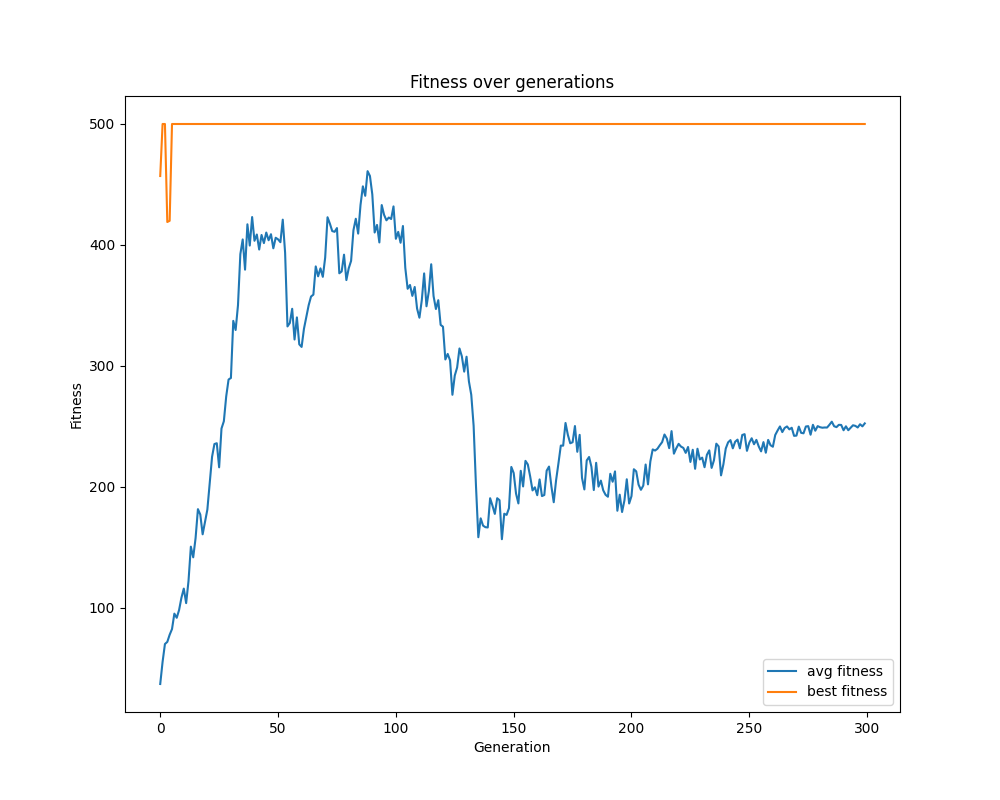 Fitness over generations
500
400
300
200
100
Fitness
0 50 100 150 200 250 300
Generation
avg fitness
best fitness